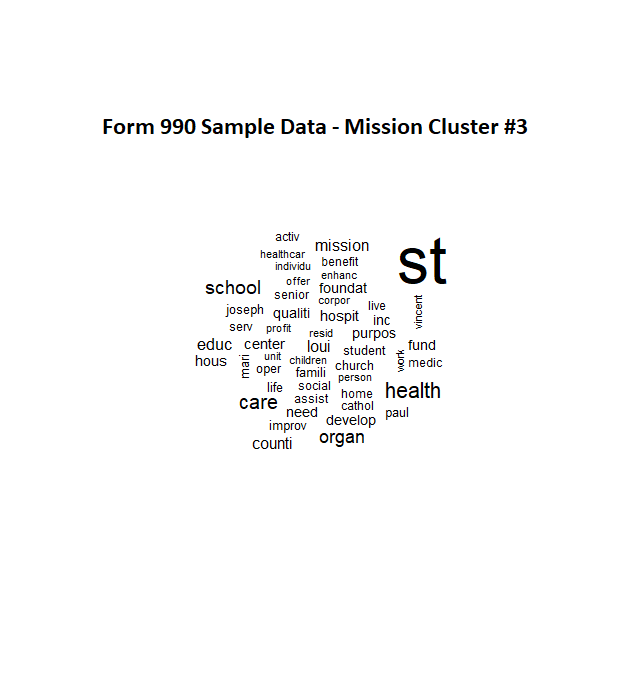 Form 990 Sample Data - Mission Cluster #3
activ
mission
st
healthcar
benefit
individu
enhanc
school
offer
foundat
senior
corpor
vincent
joseph
qualiti
hospit
live
inc
serv
profit
resid
purpos
educ
center
loui
student
fund
hous
mari
unit
children
church
work
medic
oper
famili
person
life
social
home
health
care
assist
cathol
need
paul
improv
develop
counti
organ